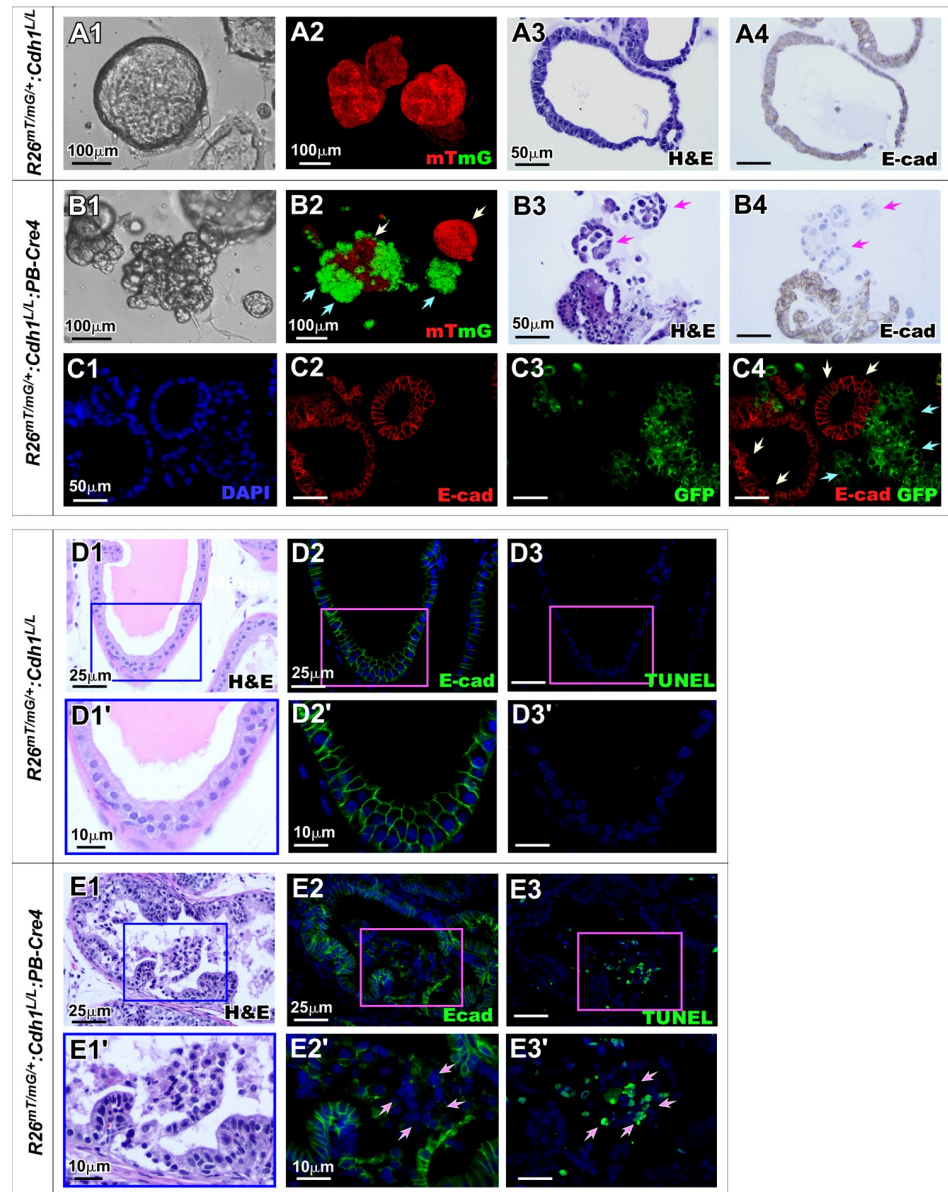 R26mT/mG/+:Cdh1L/L
A1
100µm
A2
100µm
mTmG
A3
50µm
H&E
A4
E-cad
R26mT/mG/+:Cdh1L/L:PB-Cre4
B1
100µm
B2
100µm
mTmG
B3
50µm
H&E
B4
E-cad
C1
50µm
DAPI
C2
E-cad
C3
GFP
C4
E-cad GFP
R26mT/mG/+:Cdh1L/L
D1
Merge
25µm
H&E
D2
25µm
E-cad
D3
TUNEL
D1'
10µm
D2'
10µm
D3'
R26mT/mG/+:Cdh1L/L:PB-Cre4
E1
25µm
H&E
E2
25µm
Ecad
E3
TUNEL
E1'
10µm
E2'
10µm
E3'